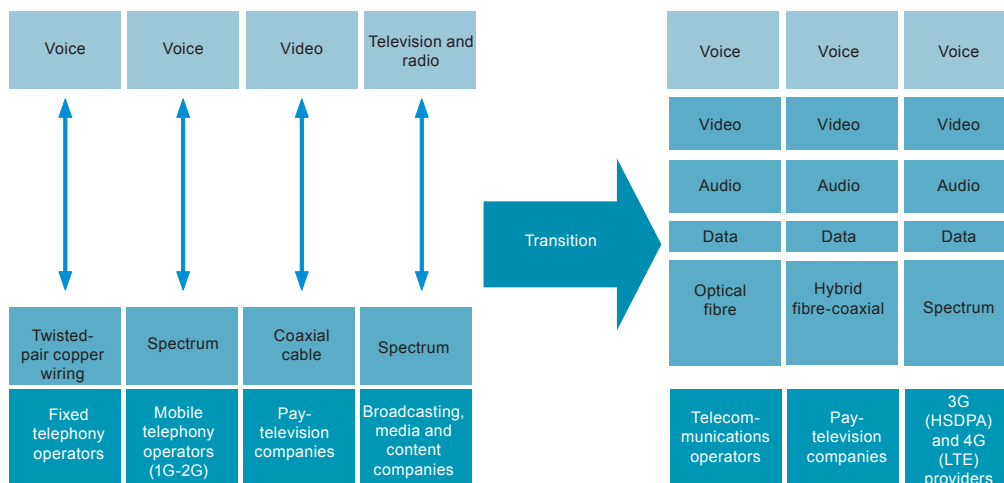 Voice
Voice
Video
Television and
radio
Twisted-
pair copper
wiring
Spectrum
Coaxial
cable
Spectrum
Fixed
telephony
operators
Mobile
telephony
operators
(1G-2G)
Pay-
television
companies
Broadcasting,
media and
content
companies
Transition
Voice
Voice
Voice
Video
Video
Video
Audio
Audio
Audio
Data
Data
Data
Optical
fibre
Hybrid
fibre-coaxial
Spectrum
Telecom-
munications
operators
Pay-
television
companies
3G
(HSDPA)
and 4G
(LTE)
providers